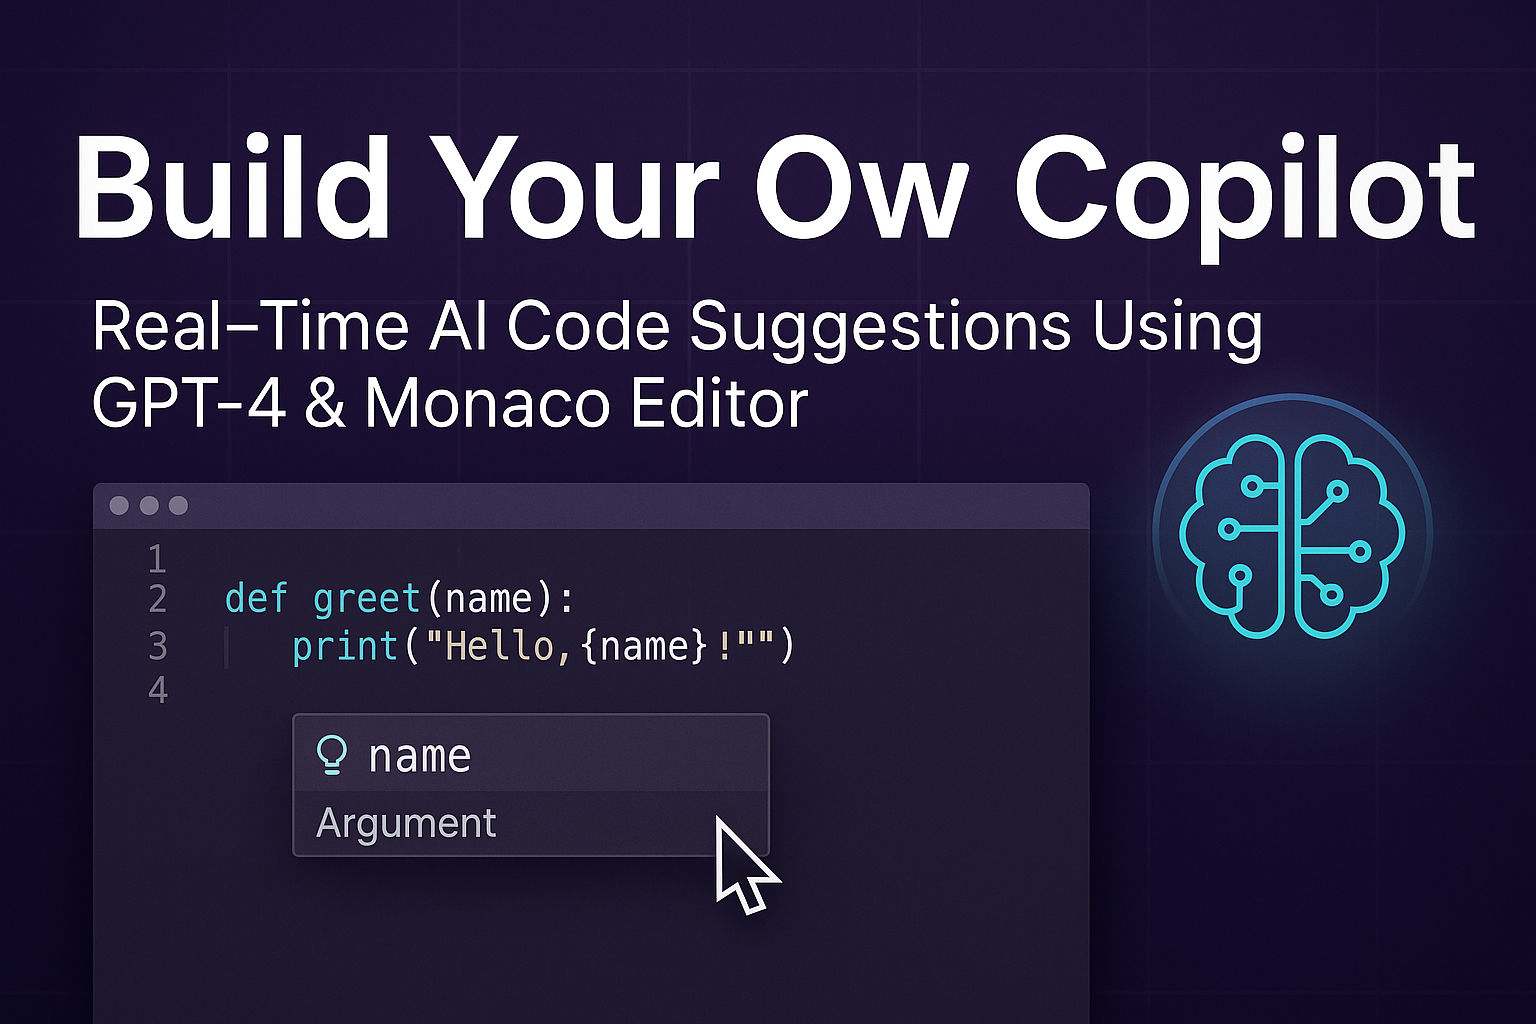 Build Your Ow Copilot
Real–Time AI Code Suggestions Using
GPT-4 & Monaco Editor
1
2 def greet(name):
3 print("Hello,{name}!"")
4
name
Argument